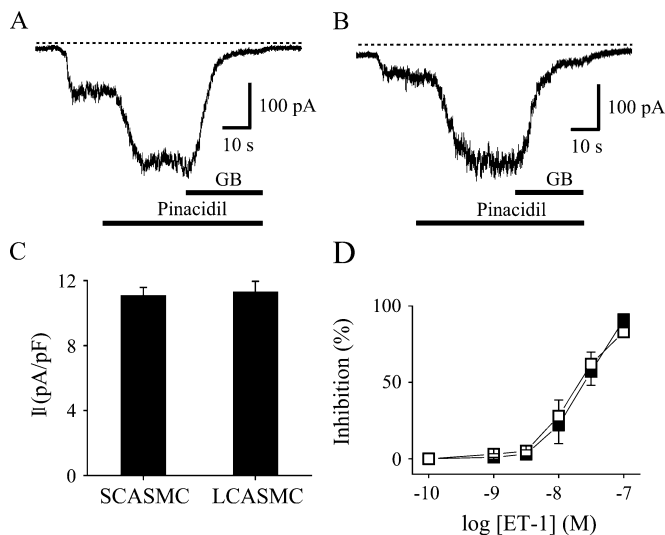 A
B
100 pA
10 s
GB
Pinacidil
100 pA
10 s
GB
Pinacidil
C
12
8
4
0
I (pA/pF)
SCASMC
LCASMC
D
100
50
0
Inhibition (%)
-10
-9
-8
-7
log [ET-1] (M)